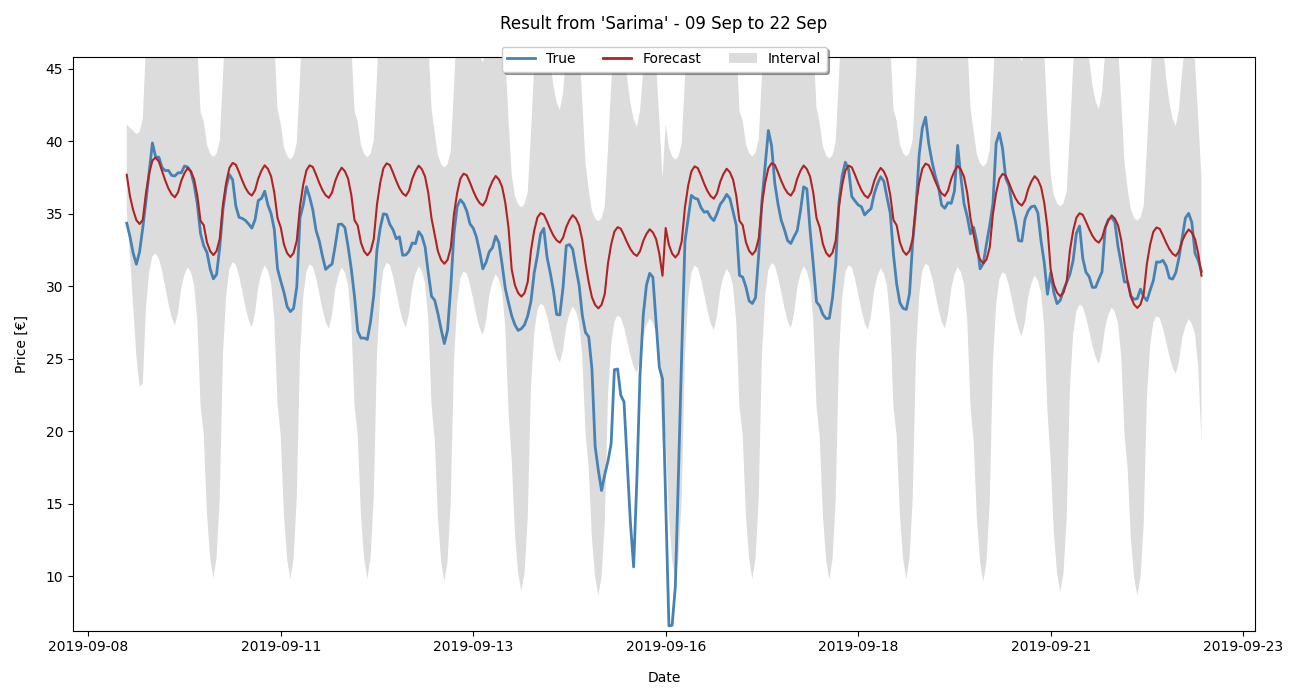 Result from 'Sarima' - 09 Sep to 22 Sep
True Forecast Interval
45
40
35
30
25
20
15
10
Price [€]
2019-09-08 2019-09-11 2019-09-13 2019-09-16 2019-09-18 2019-09-21 2019-09-23
Date